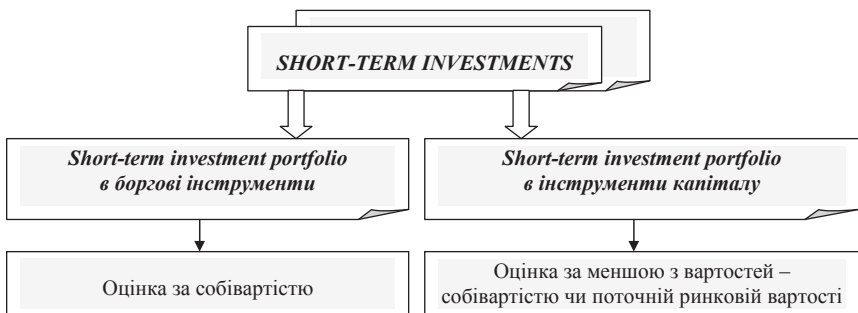 SHORT-TERM INVESTMENTS
Short-term investment portfolio
в боргові інструменти
Short-term investment portfolio
в інструменти капіталу
Оцінка за собівартістю
Оцінка за меншою з вартостей –
собівартістю чи поточній ринковій вартості